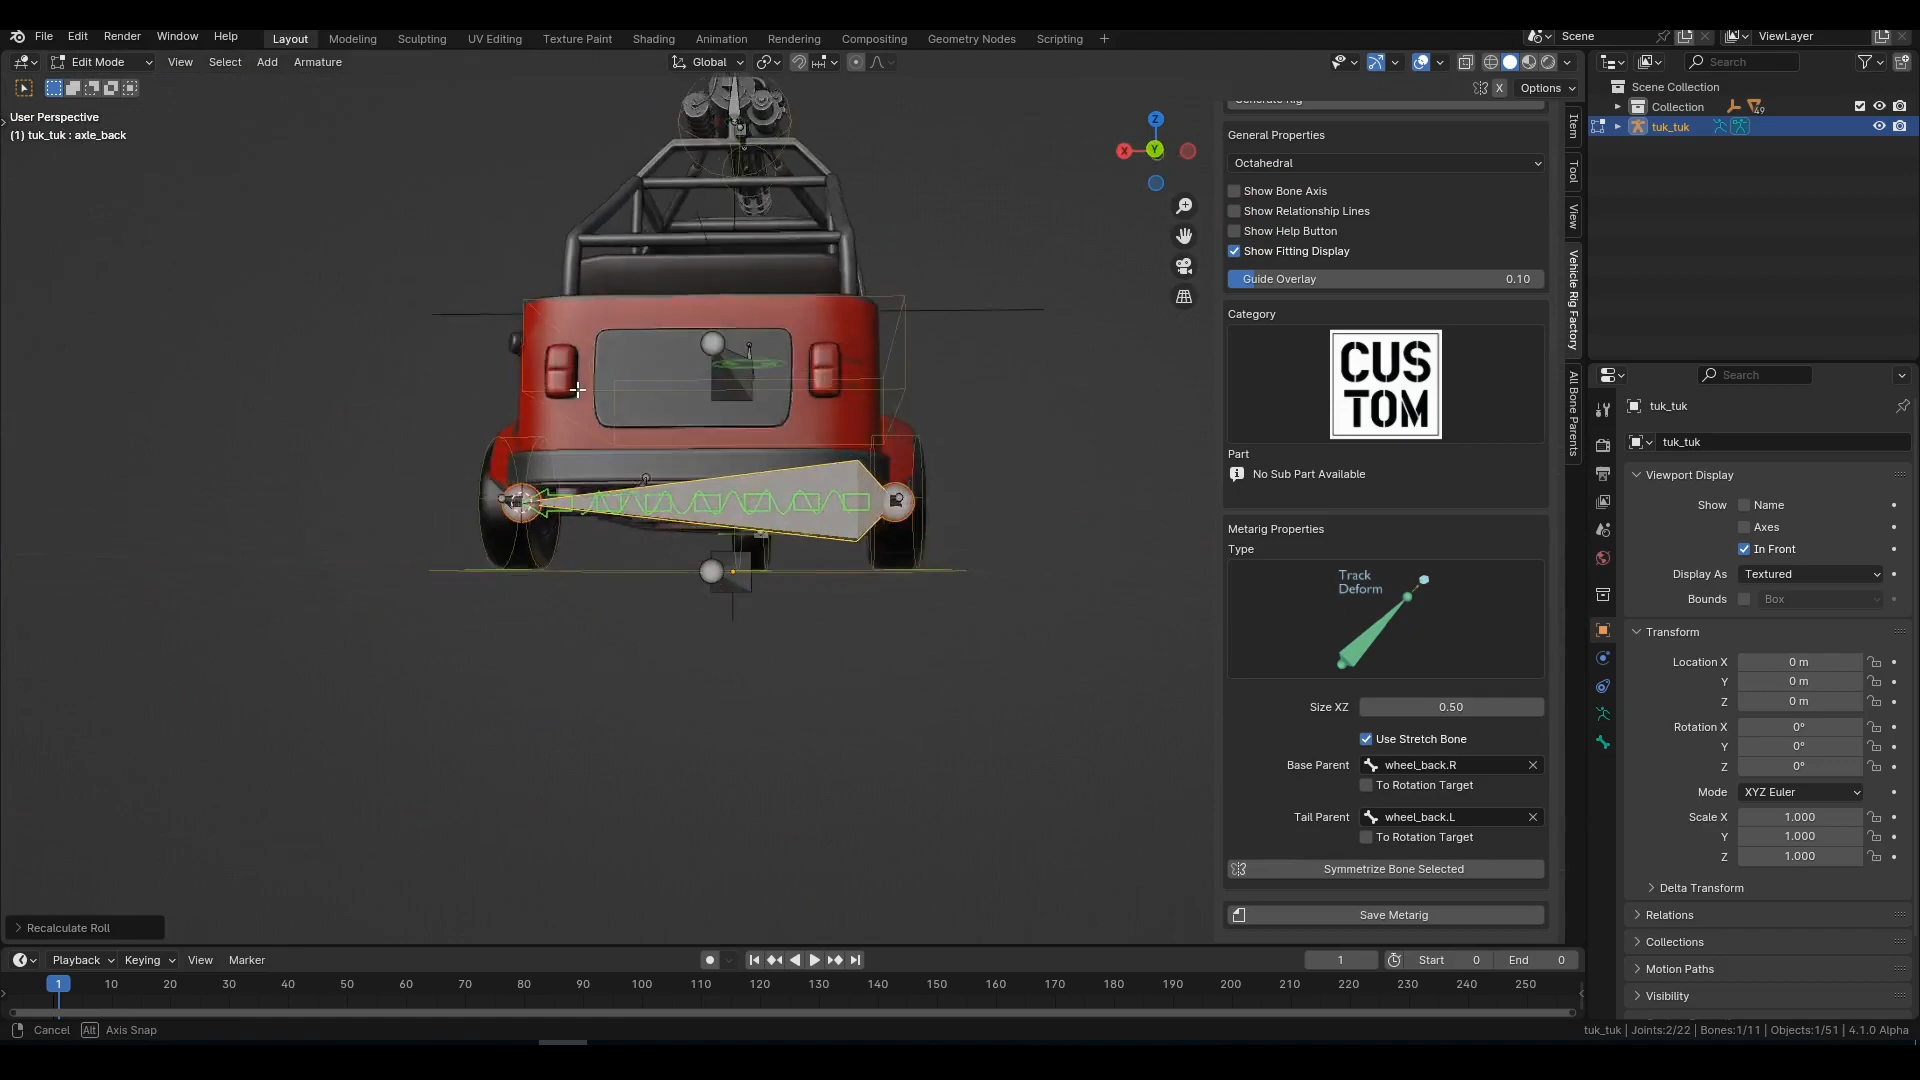 File Edit Render Window Help
Layout Modeling Sculpting UV Editing Texture Paint Shading Animation Rendering Compositing Geometry Nodes Scripting +
Scene
ViewLayer
Edit Mode View Select Add Armature
Global
Search
X Options
User Perspective
(1) tuk_tuk : axle_back
Z
X
Y
Generate Rig
General Properties
Octahedral
Show Bone Axis
Show Relationship Lines
Show Help Button
Show Fitting Display
Guide Overlay 0.10
Category
CUS
TOM
Part
No Sub Part Available
Metarig Properties
Type
Track
Deform
Size XZ 0.50
Use Stretch Bone
Base Parent wheel_back.R
To Rotation Target
Tail Parent wheel_back.L
To Rotation Target
Symmetrize Bone Selected
Save Metarig
Item
Tool
View
Vehicle Rig Factory
All Bone Parents
Scene Collection
Collection 49
tuk_tuk
Search
tuk_tuk
tuk_tuk
Viewport Display
Show Name
Axes
In Front
Display As Textured
Bounds Box
Transform
Location X 0 m
Y 0 m
Z 0 m
Rotation X 0°
Y 0°
Z 0°
Mode XYZ Euler
Scale X 1.000
Y 1.000
Z 1.000
Delta Transform
Relations
Collections
Motion Paths
Visibility
Recalculate Roll
Playback Keying View Marker
1 Start 0 End 0
1 10 20 30 40 50 60 70 80 90 100 110 120 130 140 150 160 170 180 190 200 210 220 230 240 250
Cancel Alt Axis Snap
tuk_tuk | Joints:2/22 | Bones:1/11 | Objects:1/51 | 4.1.0 Alpha